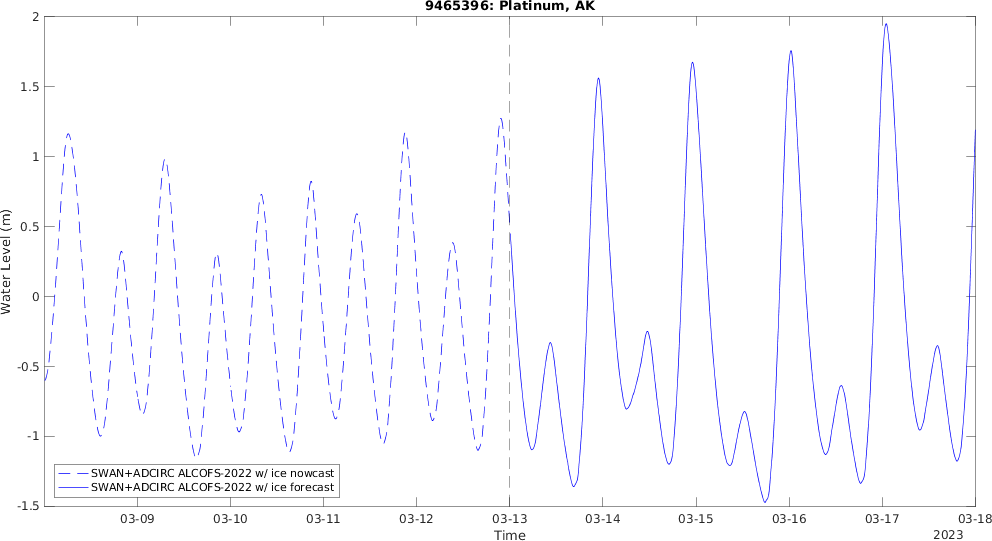 9465396: Platinum, AK
2
1.5
1
0.5
0
-0.5
-1
-1.5
Water Level (m)
SWAN+ADCIRC ALCOFS-2022 w/ ice nowcast
SWAN+ADCIRC ALCOFS-2022 w/ ice forecast
03-09 03-10 03-11 03-12 03-13 03-14 03-15 03-16 03-17 03-18
Time
2023